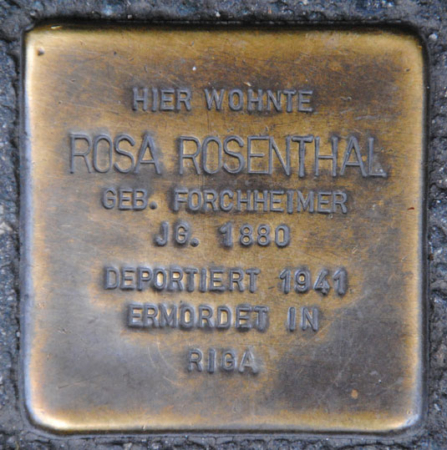 HIER WOHNTE
ROSA ROSENTHAL
GEB. FORCHHEIMER
JG. 1880
DEPORTIERT 1941
ERMORDET IN
RIGA